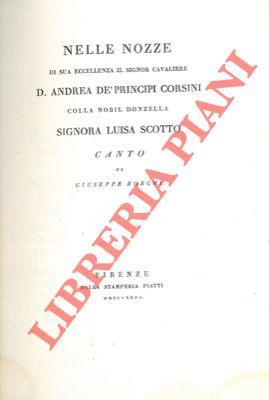 NELLE NOZZE
DI SUA ECCELLENZA IL SIGNOR CAVALIERE
D. ANDREA DE' PRINCIPI CORSINI
COLLA NOBIL DONZELLA
SIGNORA LUISA SCOTTO
CANTO
DI
GIUSEPPE BORGHI
FIRENZE
DALLA STAMPERIA PIATTI
LIBRERIA PIANI